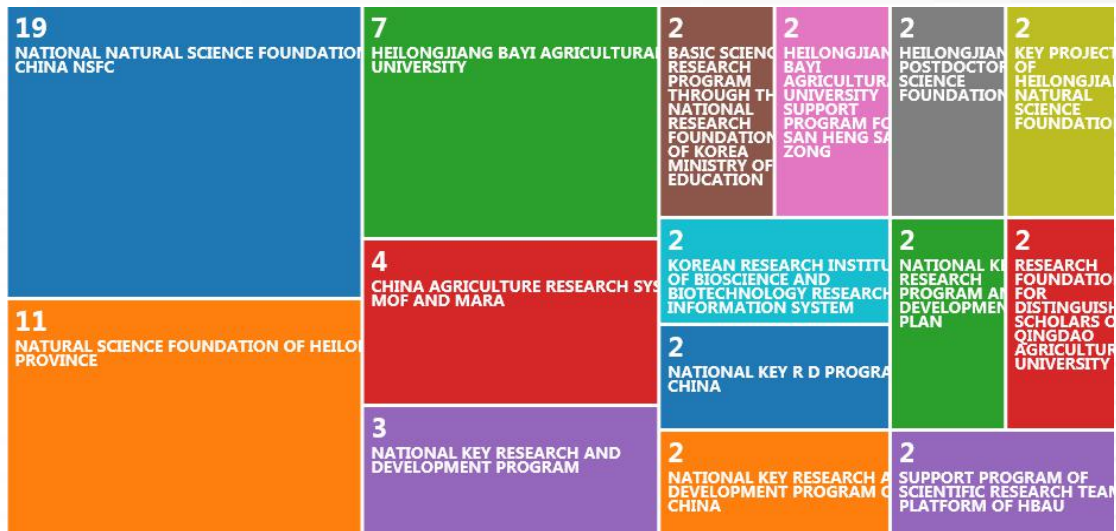 19
NATIONAL NATURAL SCIENCE FOUNDATION
CHINA NSFC
11
NATURAL SCIENCE FOUNDATION OF HEILO
PROVINCE
7
HEILONGJIANG BAYI AGRICULTURAL
UNIVERSITY
4
CHINA AGRICULTURE RESEARCH SYS
MOF AND MARA
3
NATIONAL KEY RESEARCH AND
DEVELOPMENT PROGRAM
2
BASIC SCIENC
RESEARCH
PROGRAM
THROUGH TH
NATIONAL
RESEARCH
FOUNDATION
OF KOREA
MINISTRY OF
EDUCATION
2
HEILONGJIAN
BAYI
AGRICULTURA
UNIVERSITY
SUPPORT
PROGRAM FO
SAN HENG SA
ZONG
2
HEILONGJIAN
POSTDOCTOR
SCIENCE
FOUNDATION
2
KEY PROJECT
OF
HEILONGJIA
NATURAL
SCIENCE
FOUNDATIO
2
KOREAN RESEARCH INSTITU
OF BIOSCIENCE AND
BIOTECHNOLOGY RESEARCH
INFORMATION SYSTEM
2
NATIONAL KEY R D PROGRA
CHINA
2
NATIONAL KEY RESEARCH A
DEVELOPMENT PROGRAM O
CHINA
2
NATIONAL KE
RESEARCH
PROGRAM AN
DEVELOPMEN
PLAN
2
RESEARCH
FOUNDATIO
FOR
DISTINGUISH
SCHOLARS O
QINGDAO
AGRICULTUR
UNIVERSITY
2
SUPPORT PROGRAM OF
SCIENTIFIC RESEARCH TEAM
PLATFORM OF HBAU